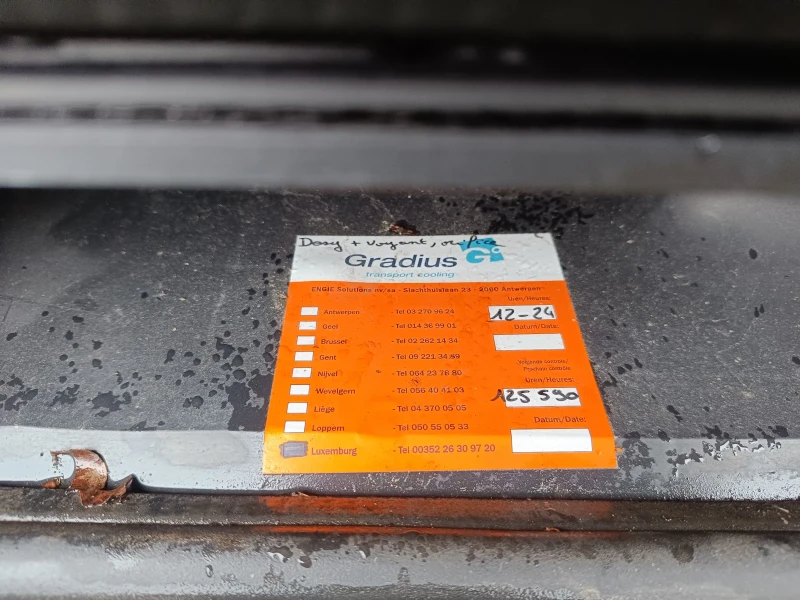 Dosy + Voyant, orifice
Gradius Gi
transport cooling
ENGIE Solutions nv/sa - Slachthuislaan 23 - 2060 Antwerpen
Uren/Heures:
12-24
Antwerpen - Tel 03 270 96 24
Geel - Tel 014 36 99 01
Datum/Date:
Brussel - Tel 02 262 14 34
Gent - Tel 09 221 34 89
Volgende controle/
Prochain contrôle
Nijvel - Tel 064 23 76 80
Uren/Heures:
125 590
Wevelgem - Tel 056 40 41 03
Liège - Tel 04 370 05 05
Datum/Date:
Loppem - Tel 050 55 05 33
Luxemburg - Tel 00352 26 30 97 20